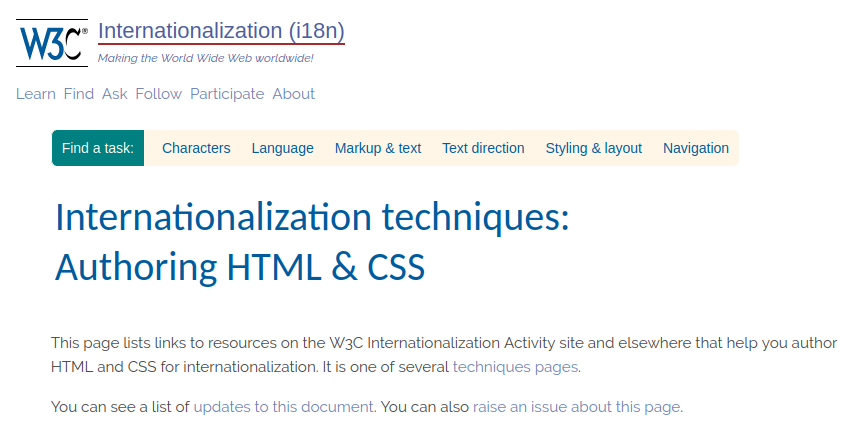 W3C®
Internationalization (i18n)
Making the World Wide Web worldwide!
Learn Find Ask Follow Participate About
Find a task: Characters Language Markup & text Text direction Styling & layout Navigation
Internationalization techniques:
Authoring HTML & CSS
This page lists links to resources on the W3C Internationalization Activity site and elsewhere that help you author
HTML and CSS for internationalization. It is one of several techniques pages.
You can see a list of updates to this document. You can also raise an issue about this page.